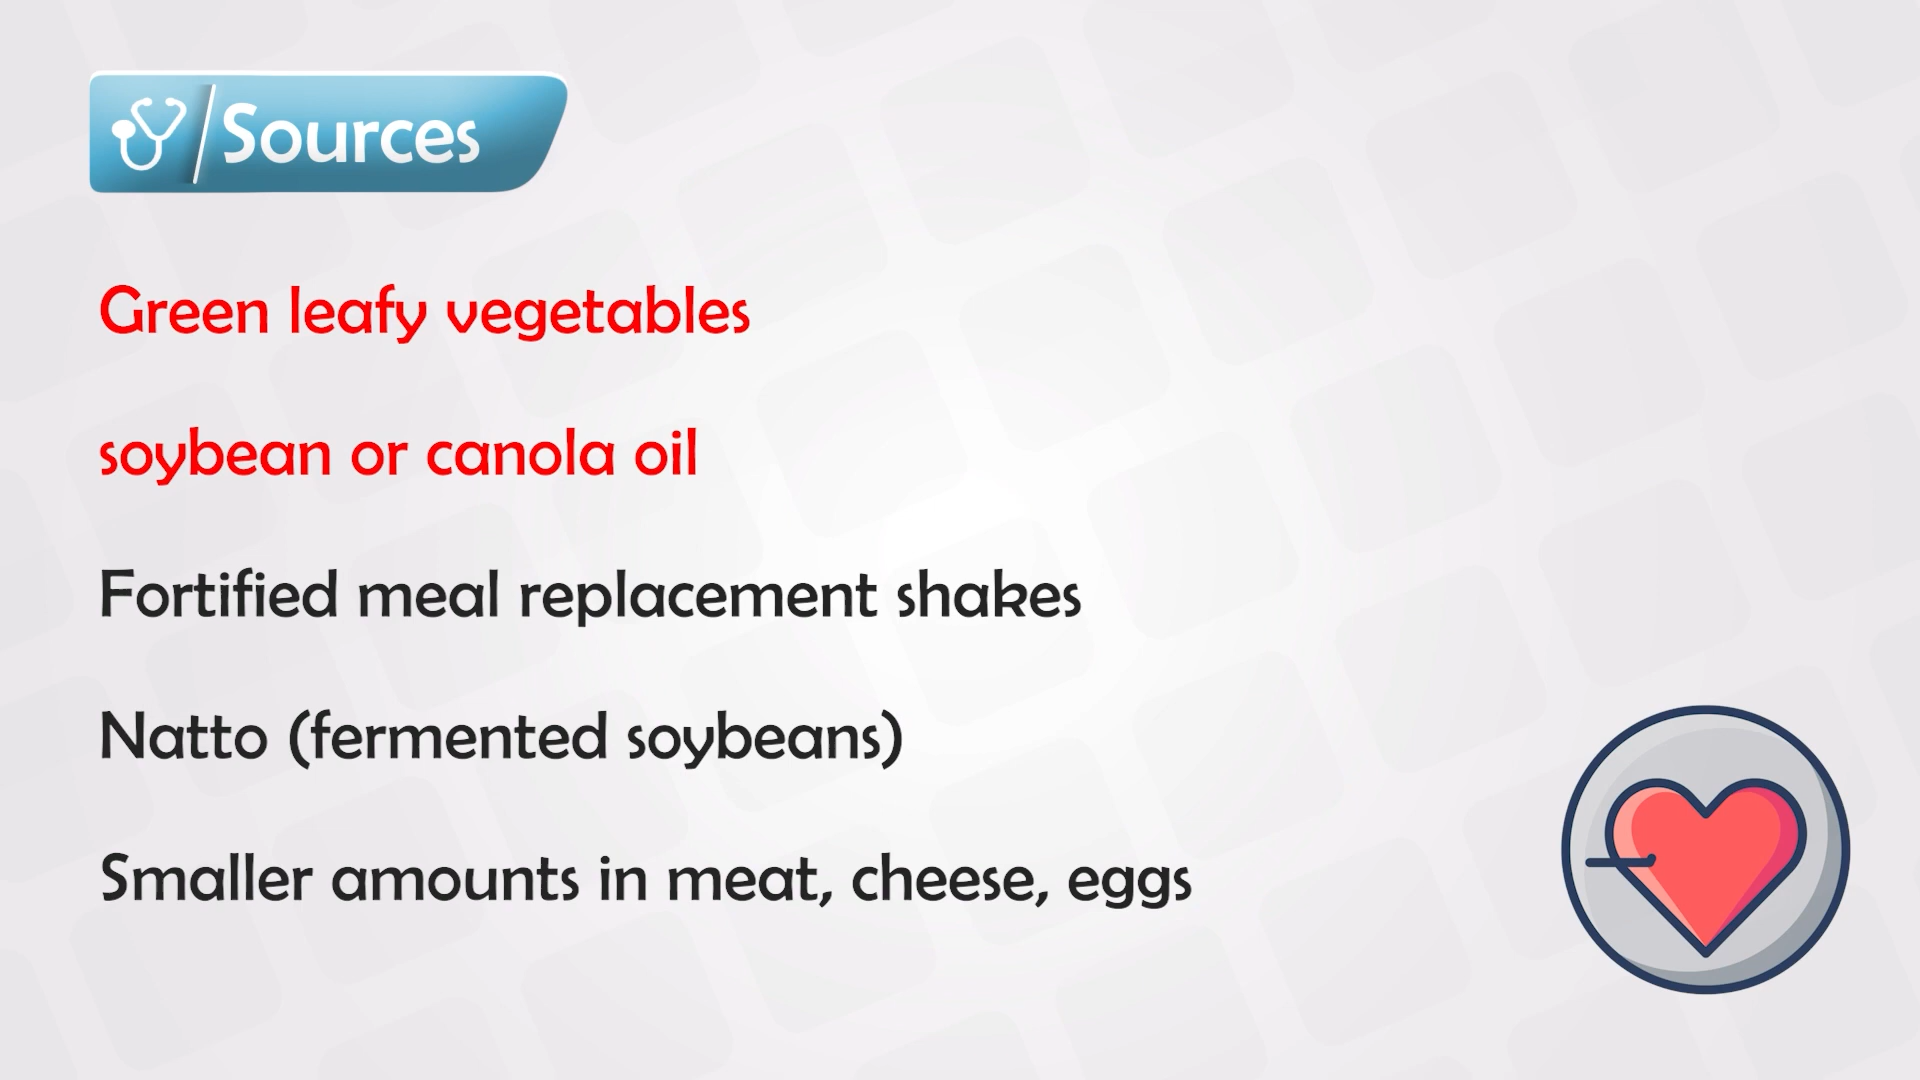 Sources
Green leafy vegetables
soybean or canola oil
Fortified meal replacement shakes
Natto (fermented soybeans)
Smaller amounts in meat, cheese, eggs